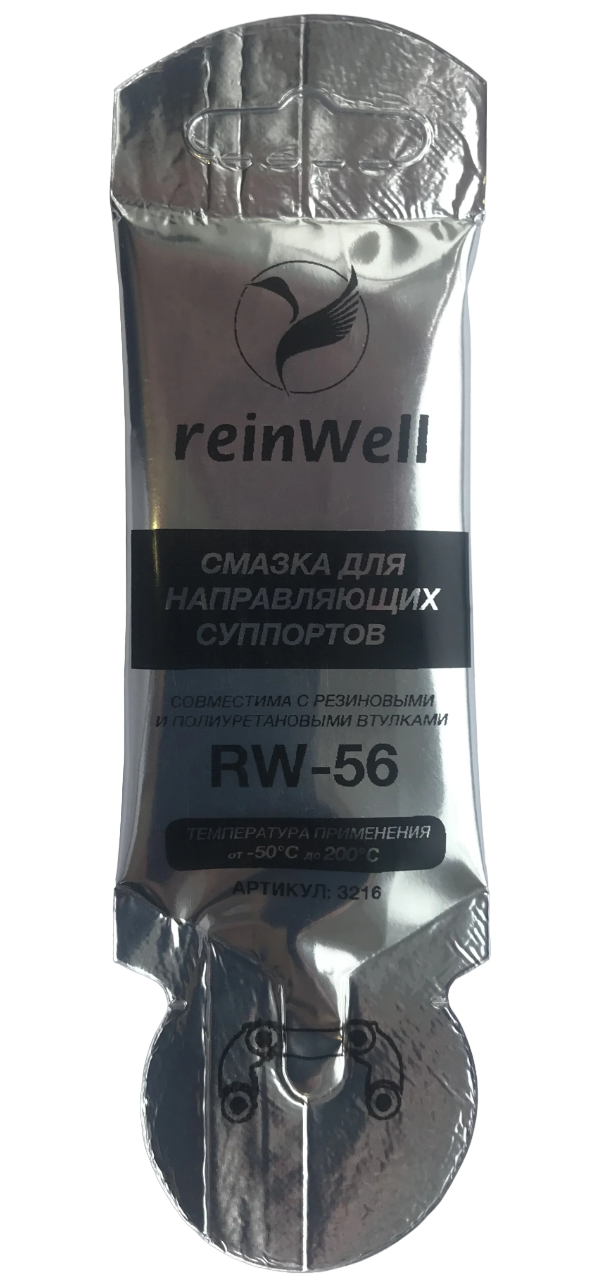 reinWell
СМАЗКА ДЛЯ
НАПРАВЛЯЮЩИХ
СУППОРТОВ
СОВМЕСТИМА С РЕЗИНОВЫМИ
И ПОЛИУРЕТАНОВЫМИ ВТУЛКАМИ
RW-56
ТЕМПЕРАТУРА ПРИМЕНЕНИЯ
от -50°C до 200°C
АРТИКУЛ: 3216